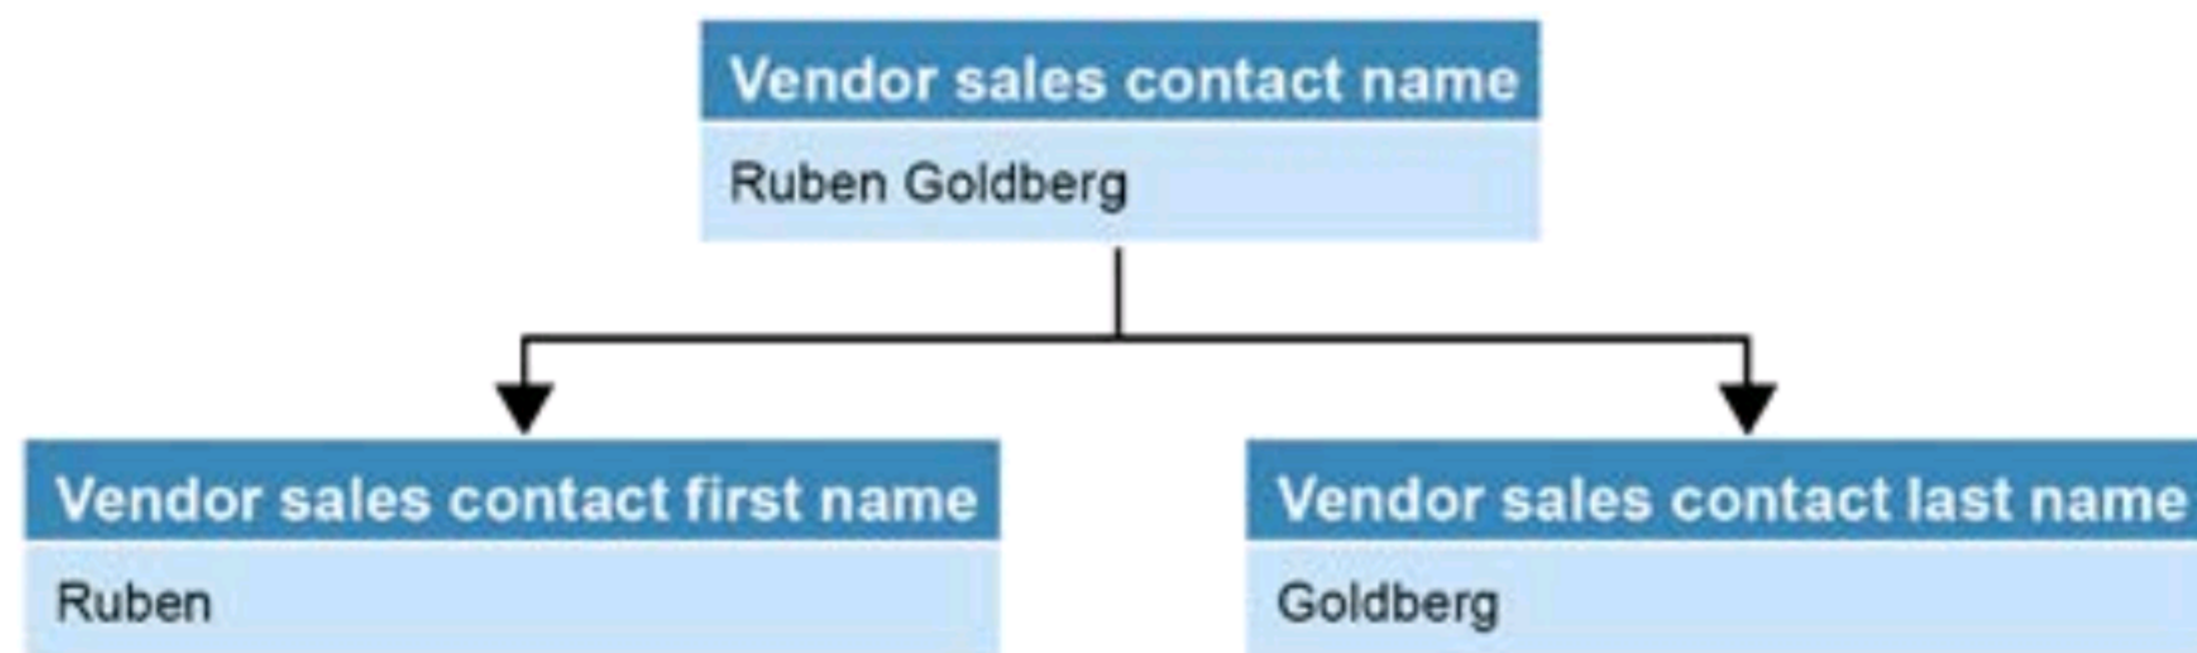 Vendor sales contact name
Ruben Goldberg
Vendor sales contact first name
Ruben
Vendor sales contact last name
Goldberg